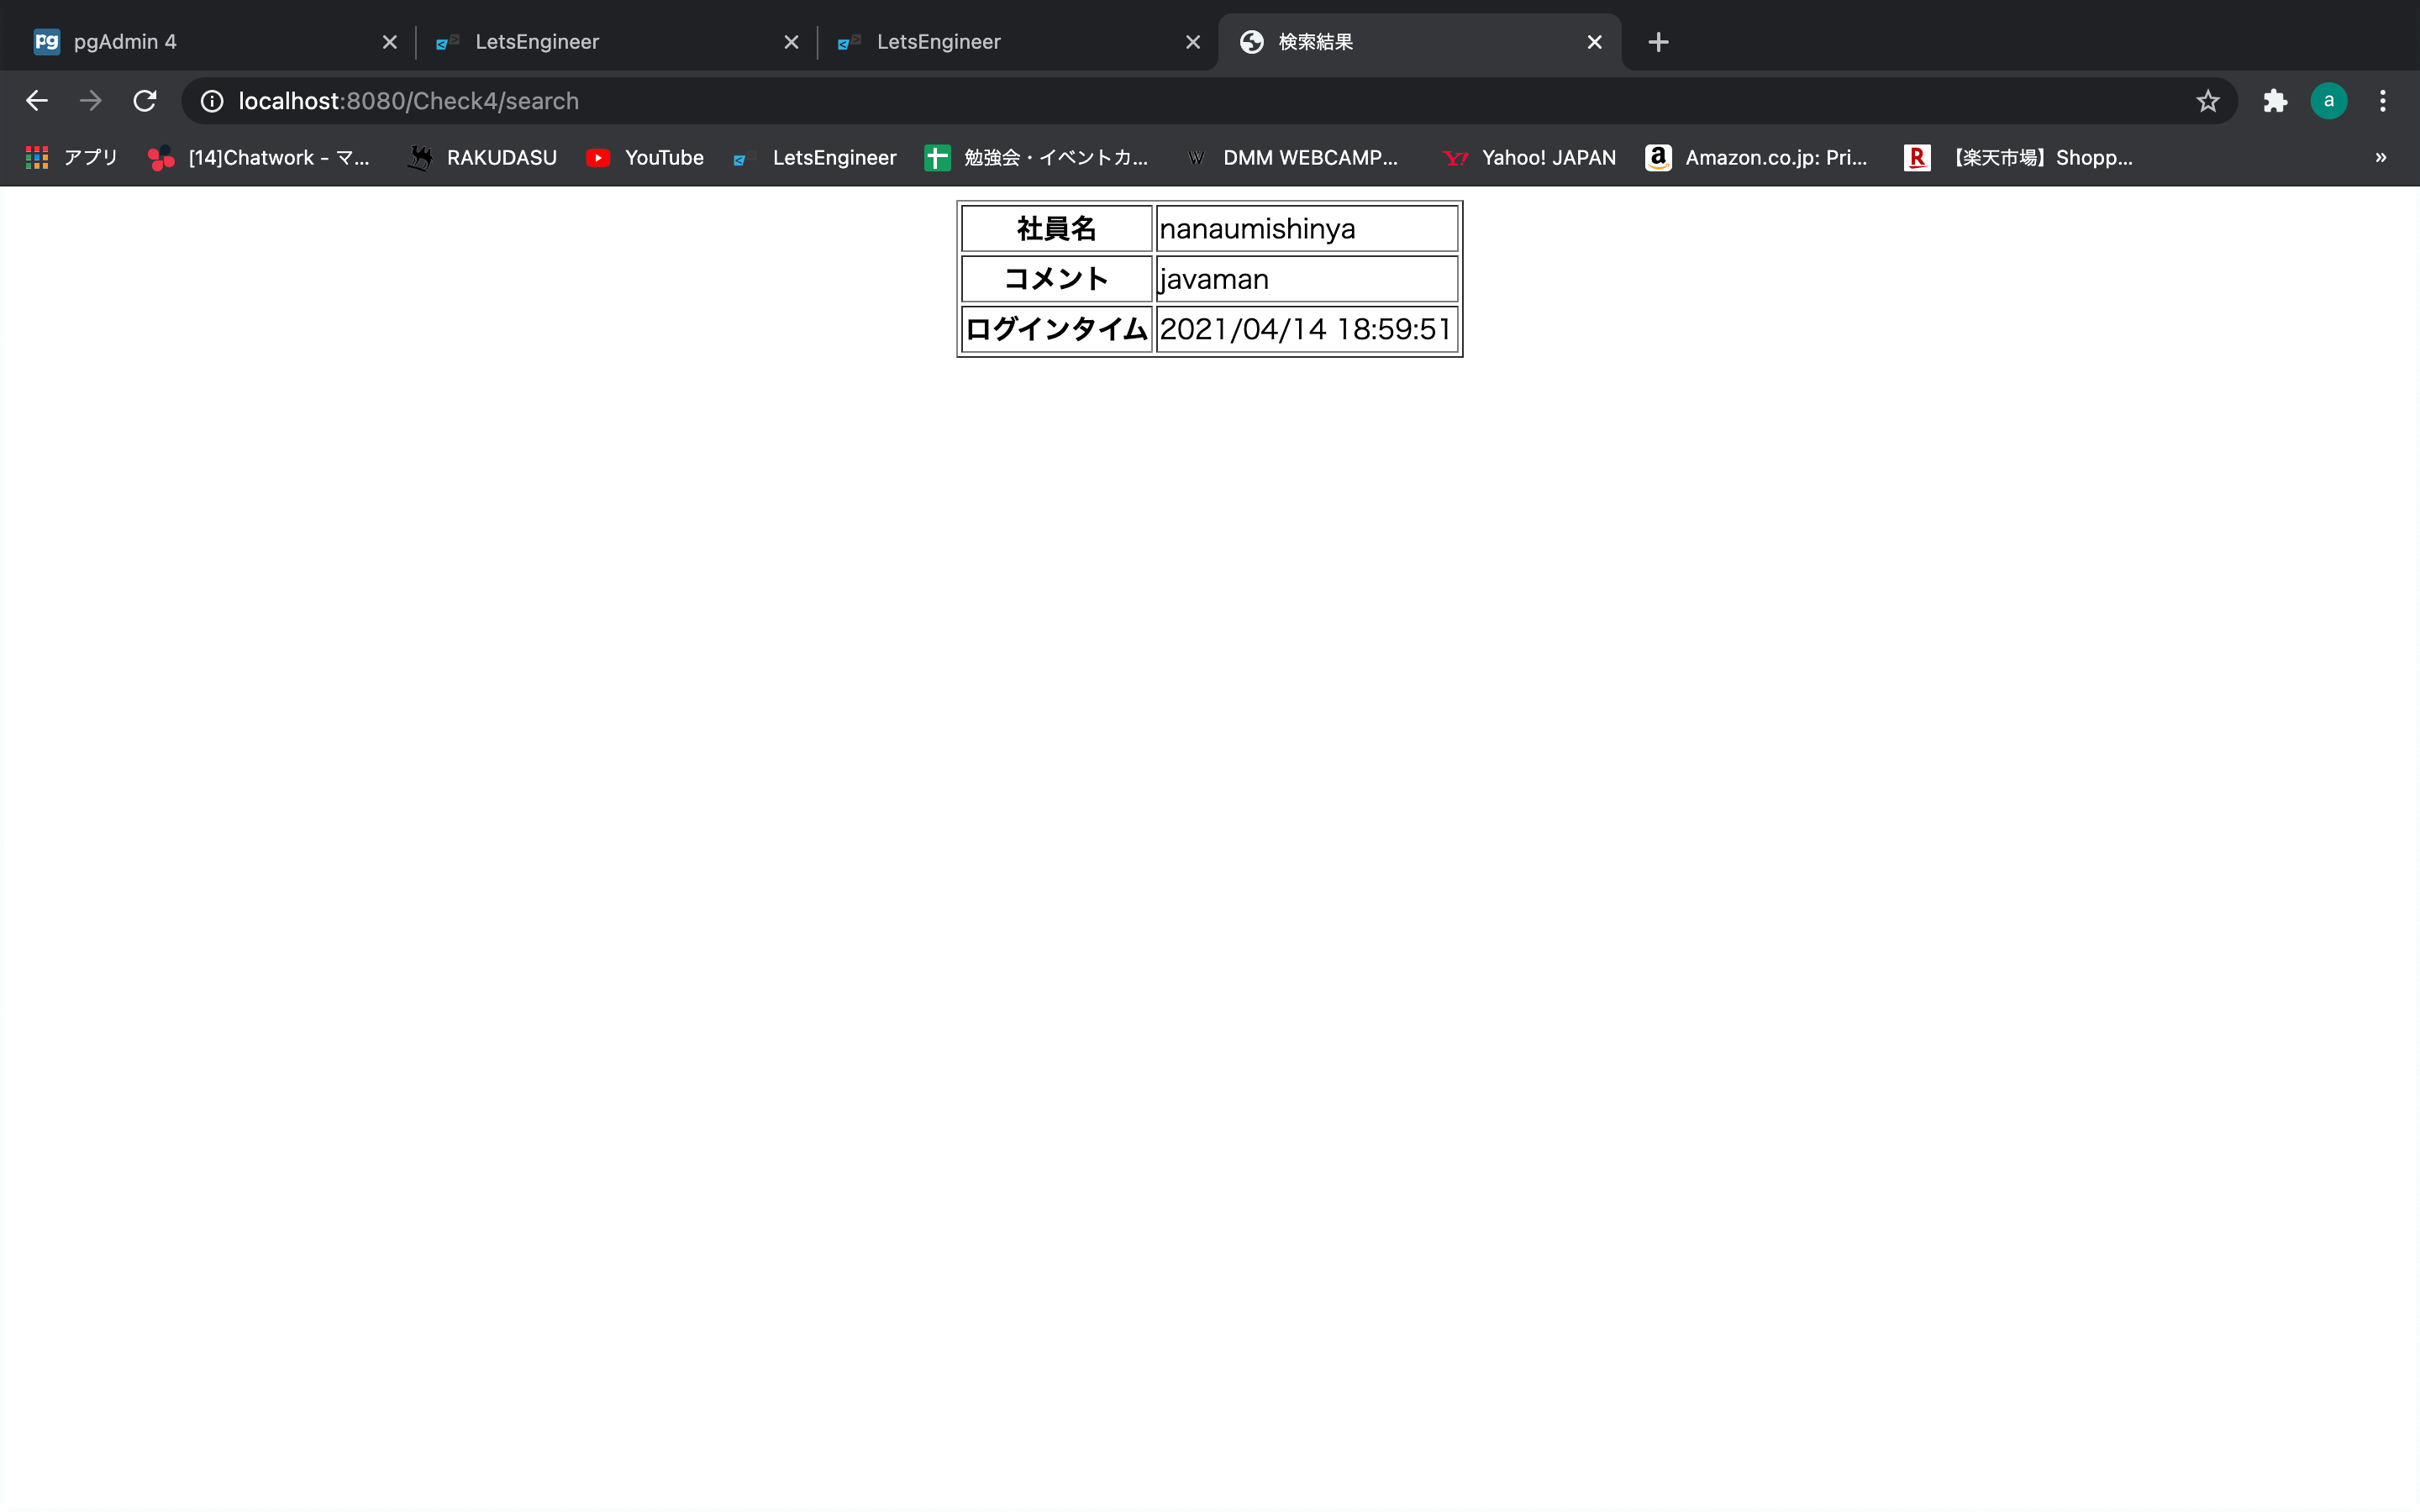 pgAdmin 4
LetsEngineer
LetsEngineer
検索結果
localhost:8080/Check4/search
a
アプリ
[14]Chatwork - マ...
RAKUDASU
YouTube
LetsEngineer
勉強会・イベントカ...
DMM WEBCAMP...
Yahoo! JAPAN
Amazon.co.jp: Pri...
【楽天市場】Shopp...
»
社員名 nanaumishinya
コメント javaman
ログインタイム 2021/04/14 18:59:51